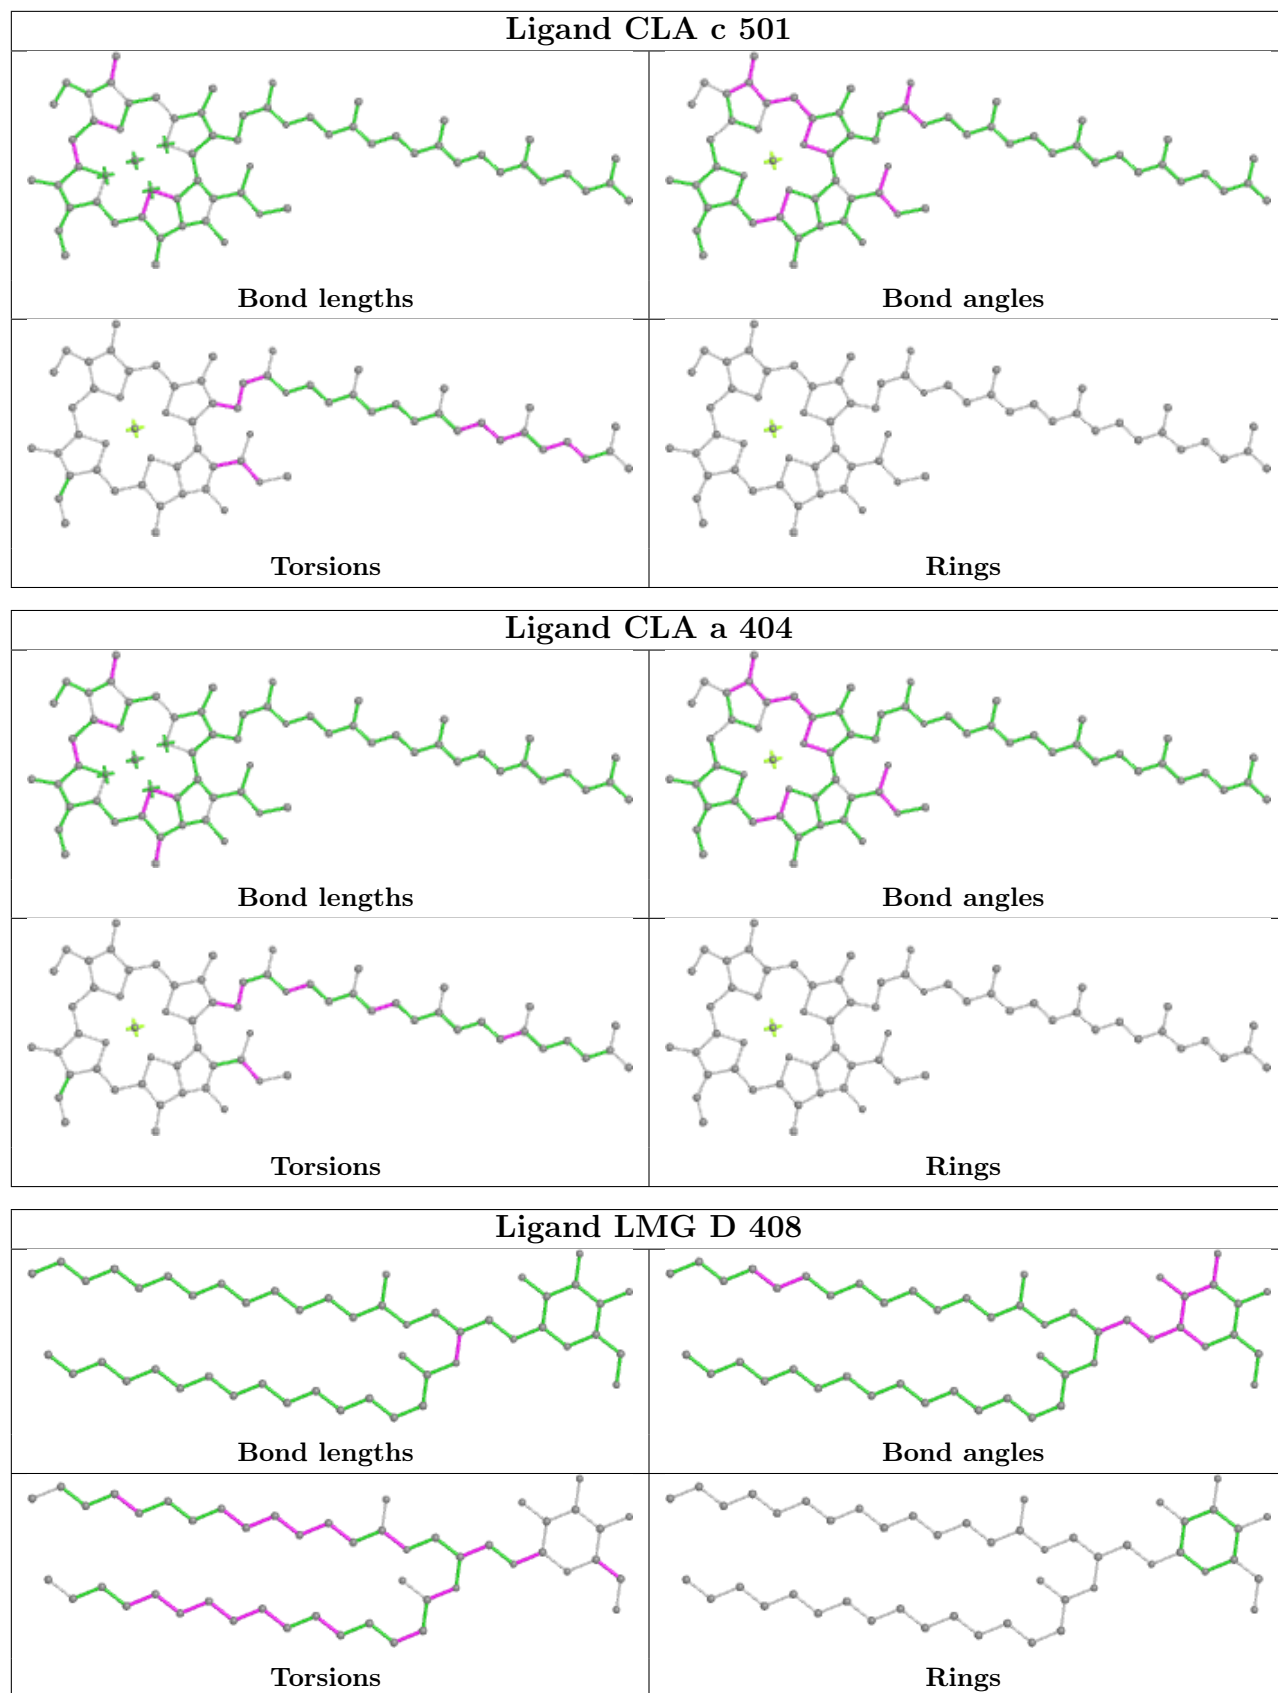 Ligand CLA c 501
Bond lengths
Bond angles
Torsions
Rings
Ligand CLA a 404
Bond lengths
Bond angles
Torsions
Rings
Ligand LMG D 408
Bond lengths
Bond angles
Torsions
Rings